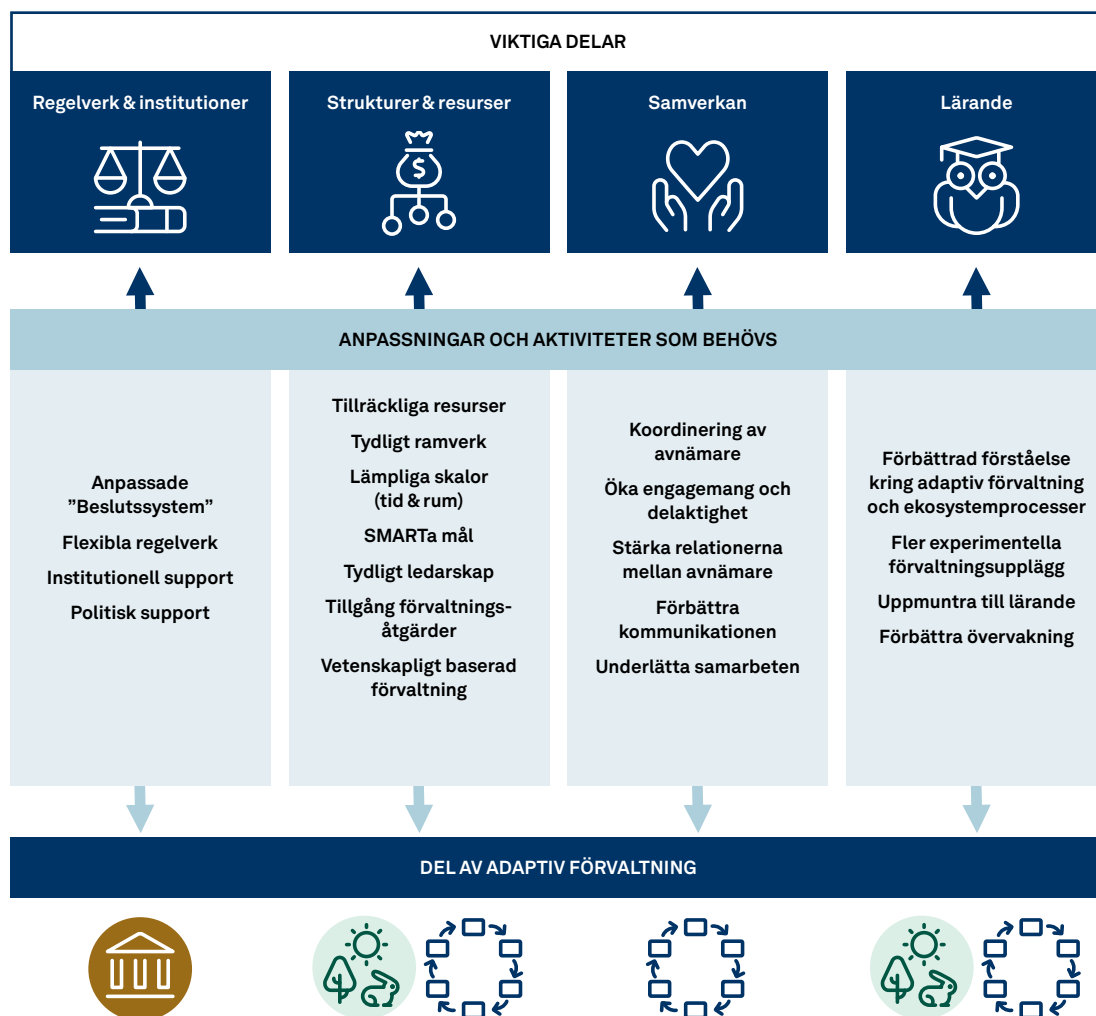 VIKTIGA DELAR
Regelverk & institutioner
Strukturer & resurser
Samverkan
Lärande
$
ANPASSNINGAR OCH AKTIVITETER SOM BEHÖVS
Anpassade
”Beslutssystem”
Flexibla regelverk
Institutionell support
Politisk support
Tillräckliga resurser
Tydligt ramverk
Lämpliga skalor
(tid & rum)
SMARTa mål
Tydligt ledarskap
Tillgång förvaltnings-
åtgärder
Vetenskapligt baserad
förvaltning
Koordinering av
avnämare
Öka engagemang och
delaktighet
Stärka relationerna
mellan avnämare
Förbättra
kommunikationen
Underlätta samarbeten
Förbättrad förståelse
kring adaptiv förvaltning
och ekosystemprocesser
Fler experimentella
förvaltningsupplägg
Uppmuntra till lärande
Förbättra övervakning
DEL AV ADAPTIV FÖRVALTNING